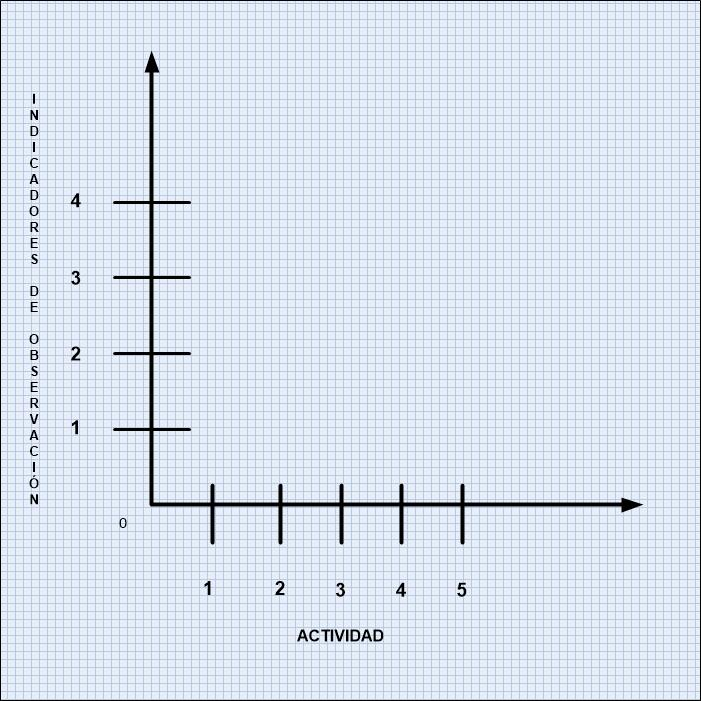 INDICADORES DE OBSERVACIÓN
4
3
2
1
0
1 2 3 4 5
ACTIVIDAD